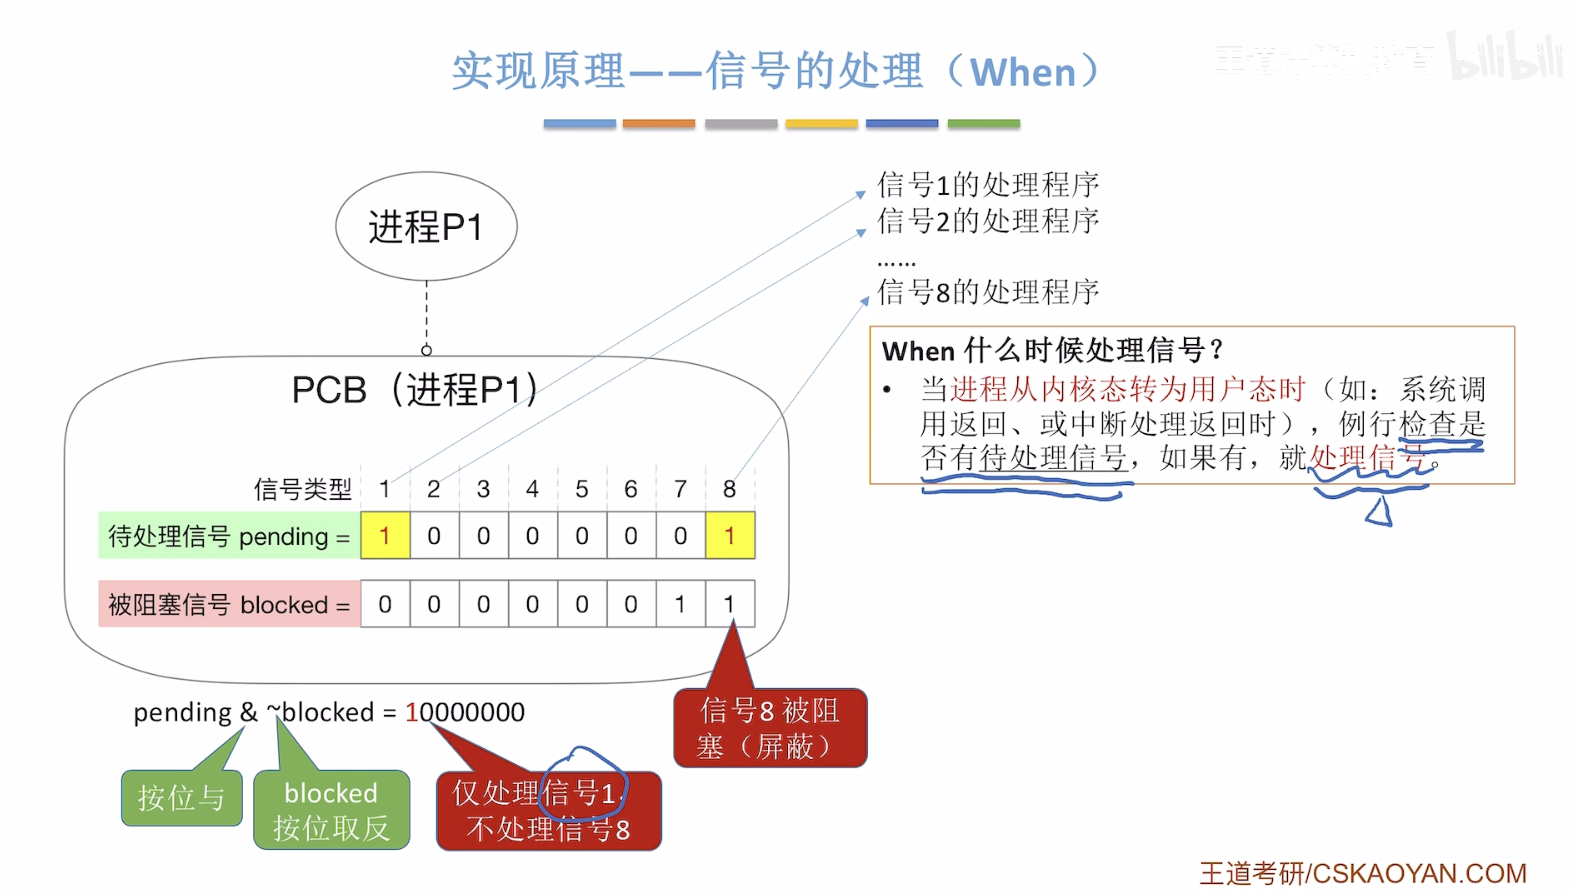 实现原理——信号的处理（When）
bilibili
进程P1
信号1的处理程序
信号2的处理程序
……
信号8的处理程序
When 什么时候处理信号？
• 当进程从内核态转为用户态时（如：系统调
用返回、或中断处理返回时），例行检查是
否有待处理信号，如果有，就处理信号。
PCB（进程P1）
信号类型 1 2 3 4 5 6 7 8
待处理信号 pending = 1 0 0 0 0 0 0 1
被阻塞信号 blocked = 0 0 0 0 0 0 1 1
pending & ~blocked = 10000000
信号8 被阻
塞（屏蔽）
按位与
blocked
按位取反
仅处理信号1，
不处理信号8
王道考研/CSKAOYAN.COM